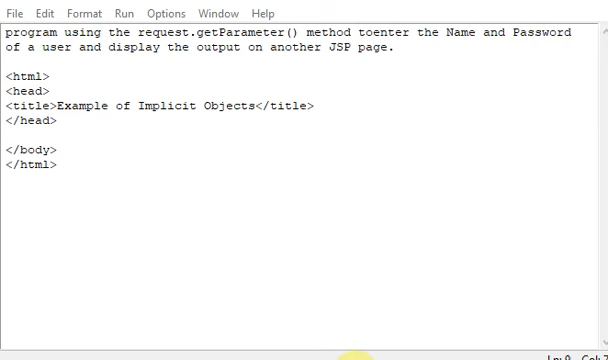 File Edit Format Run Options Window Help
program using the request.getParameter() method toenter the Name and Password
of a user and display the output on another JSP page.
<html>
<head>
<title>Example of Implicit Objects</title>
</head>
</body>
</html>